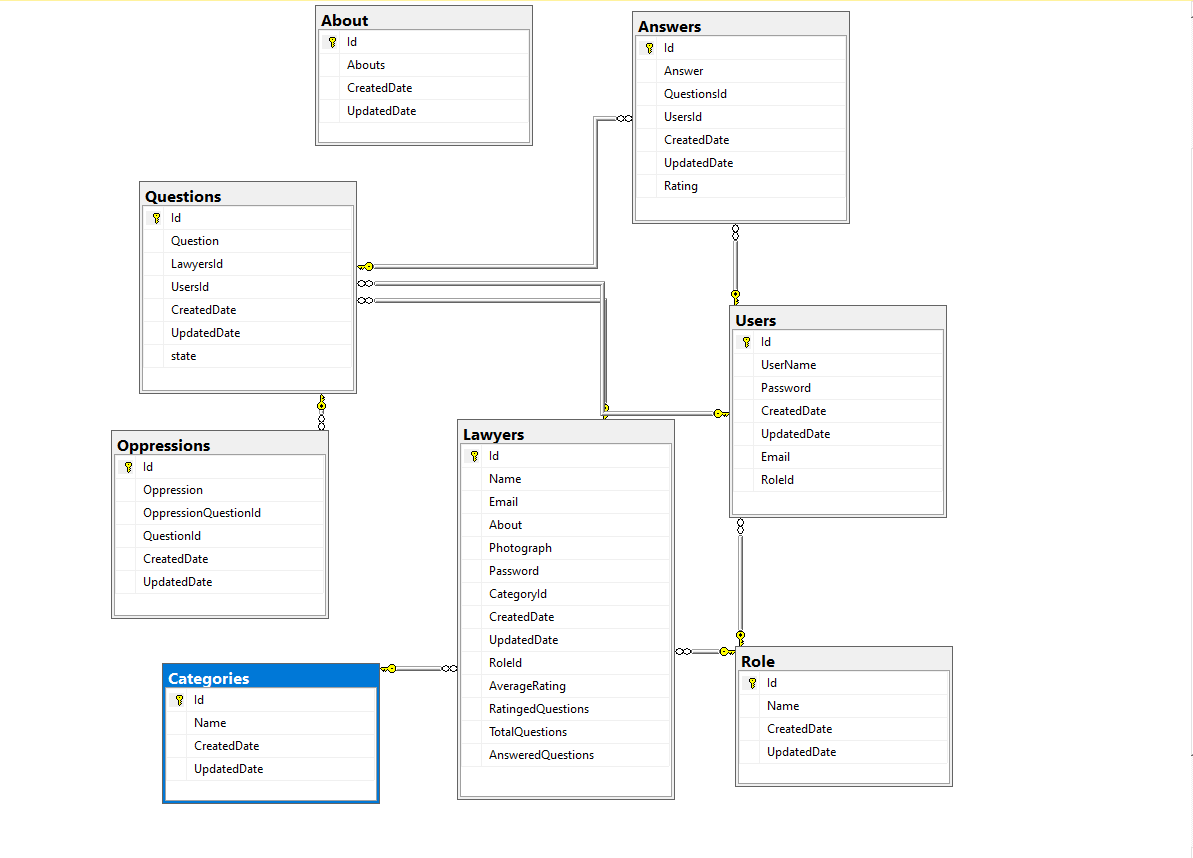 About
Id
Abouts
CreatedDate
UpdatedDate
Answers
Id
Answer
QuestionsId
UsersId
CreatedDate
UpdatedDate
Rating
Questions
Id
Question
LawyersId
UsersId
CreatedDate
UpdatedDate
state
Users
Id
UserName
Password
CreatedDate
UpdatedDate
Email
RoleId
Oppressions
Id
Oppression
OppressionQuestionId
QuestionId
CreatedDate
UpdatedDate
Lawyers
Id
Name
Email
About
Photograph
Password
CategoryId
CreatedDate
UpdatedDate
RoleId
AverageRating
RatingedQuestions
TotalQuestions
AnsweredQuestions
Categories
Id
Name
CreatedDate
UpdatedDate
Role
Id
Name
CreatedDate
UpdatedDate